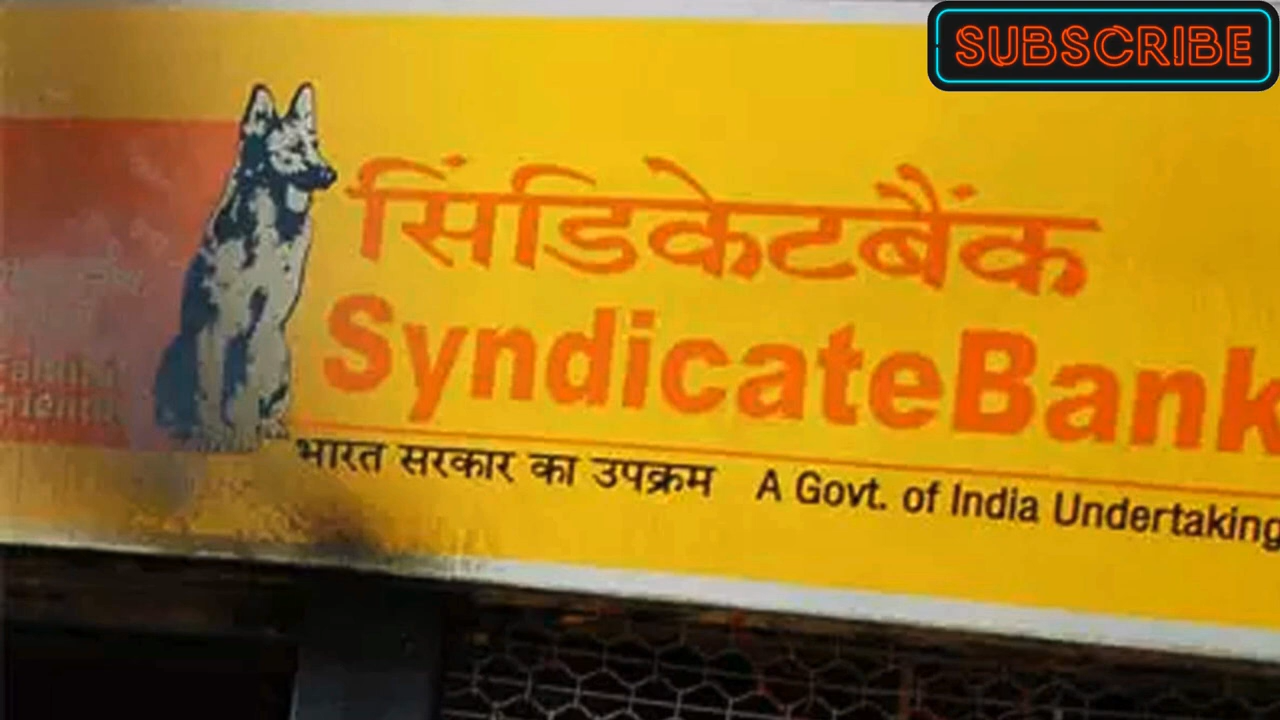 SUBSCRIBE
सिंडिकेटबैंक
SyndicateBank
भारत सरकार का उपक्रम A Govt. of India Undertaking